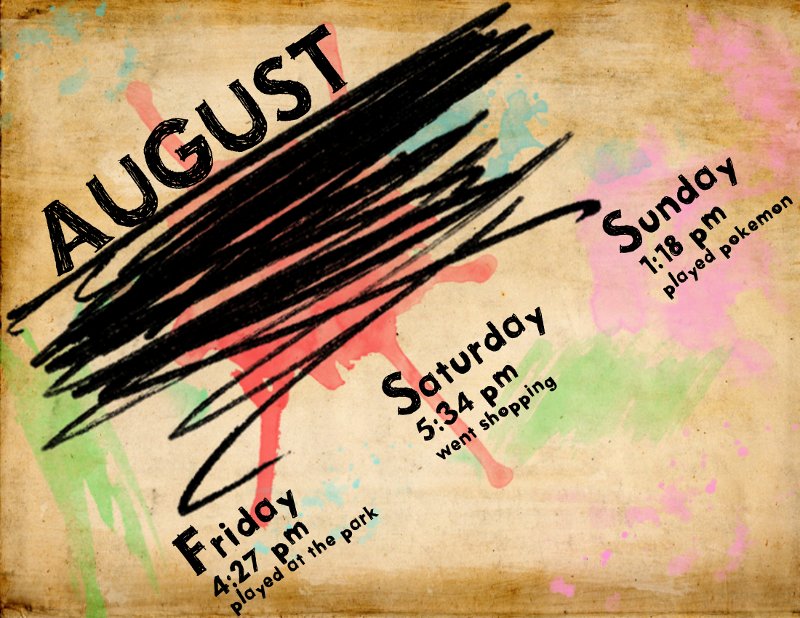 AUGUST
Friday
4:27 pm
played at the park
Saturday
5:34 pm
went shopping
Sunday
1:18 pm
played pokemon